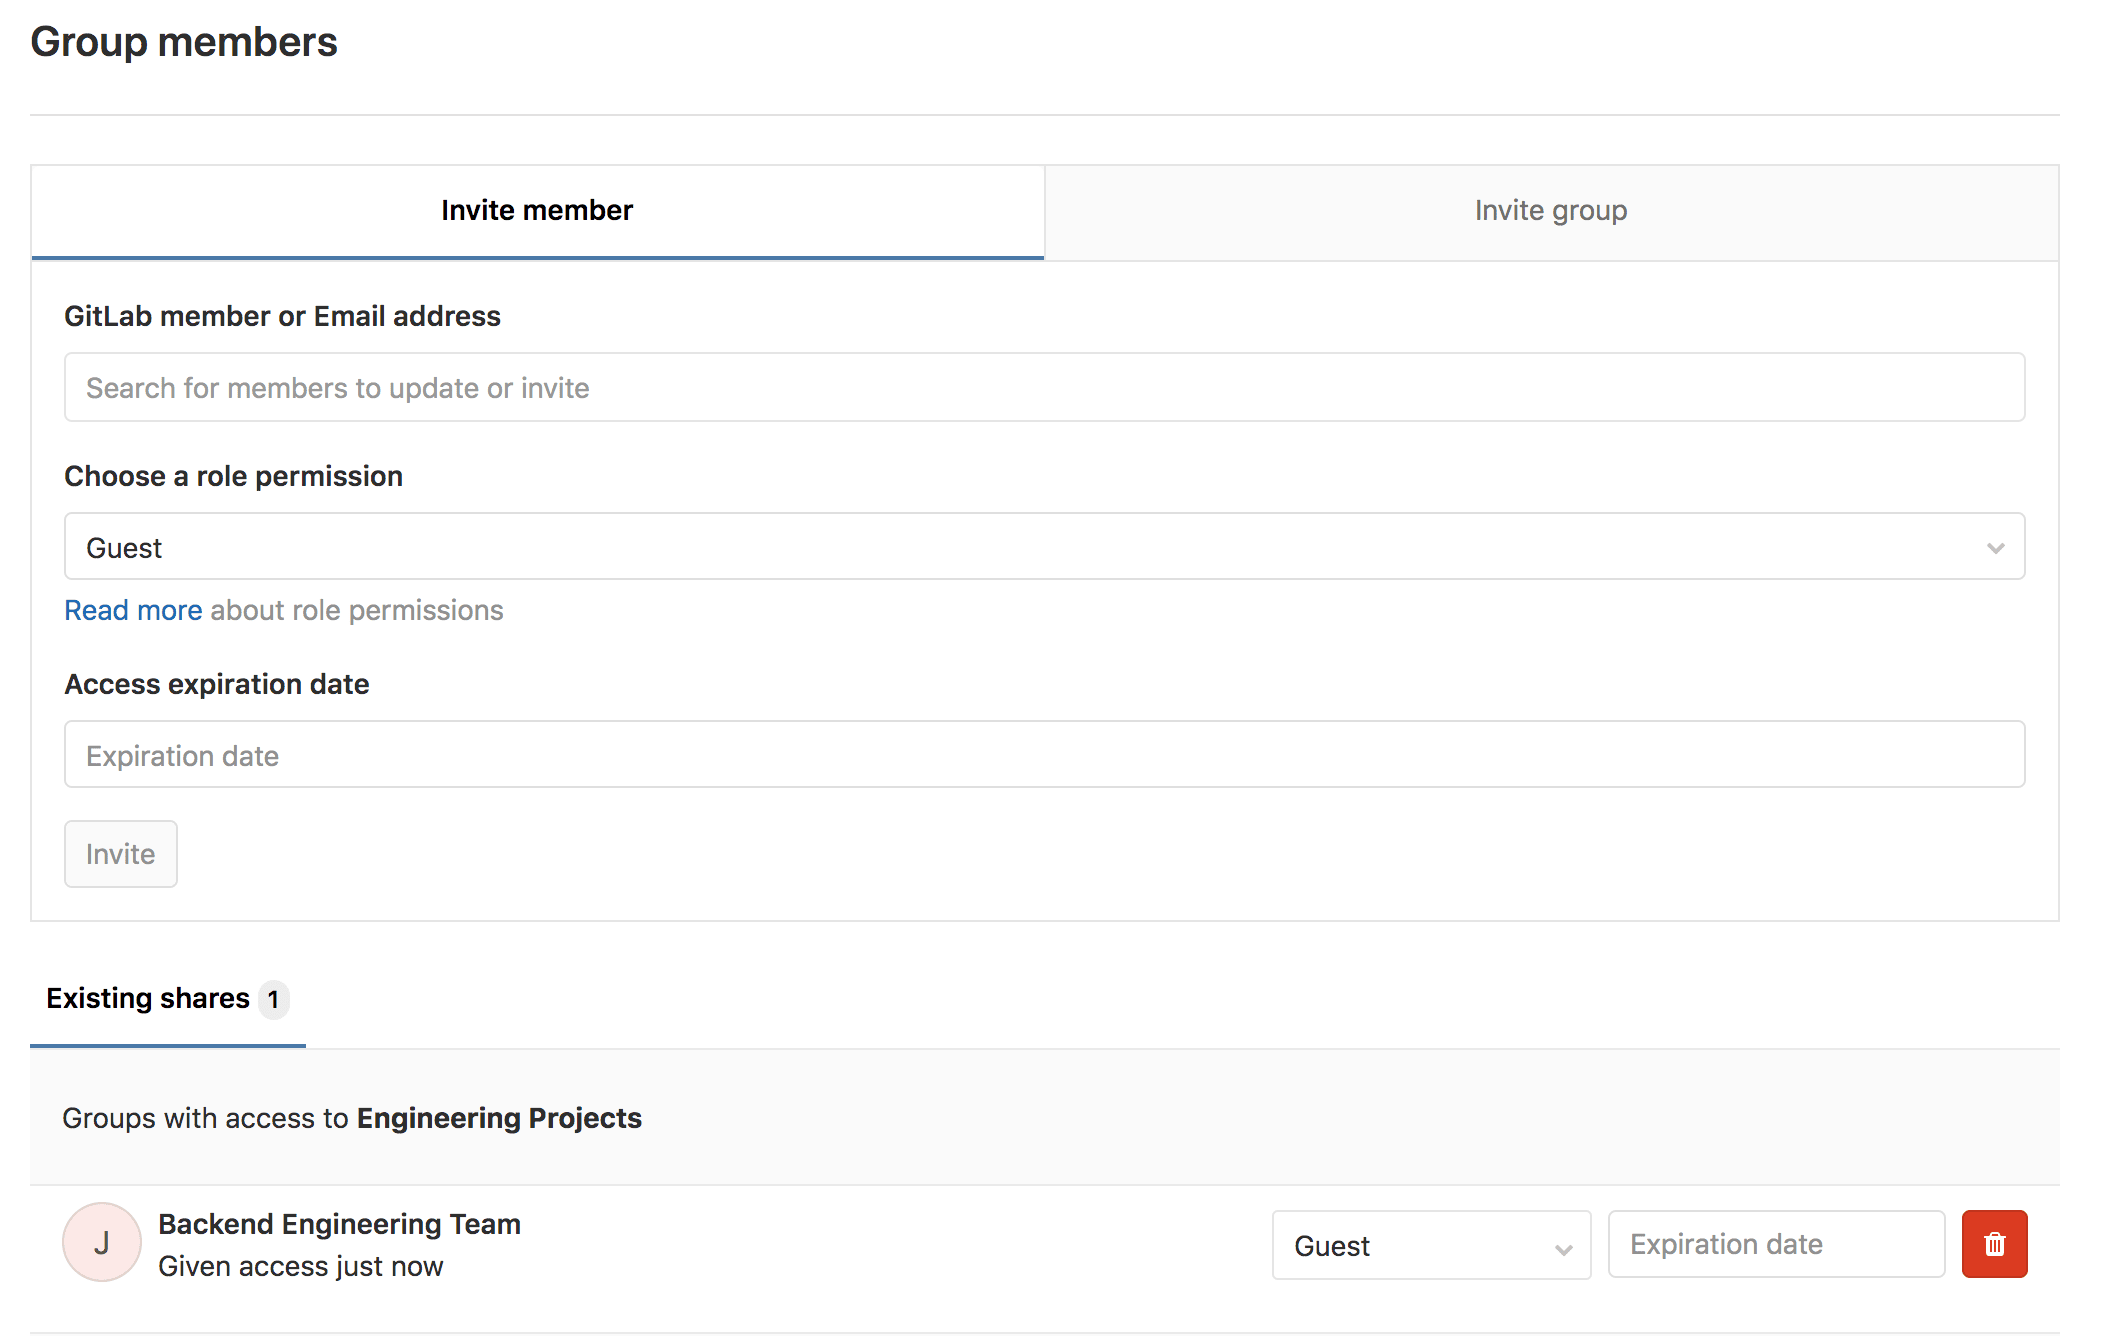 Group members
Invite member
Invite group
GitLab member or Email address
Search for members to update or invite
Choose a role permission
Guest
Read more about role permissions
Access expiration date
Expiration date
Invite
Existing shares 1
Groups with access to Engineering Projects
J
Backend Engineering Team
Given access just now
Guest
Expiration date